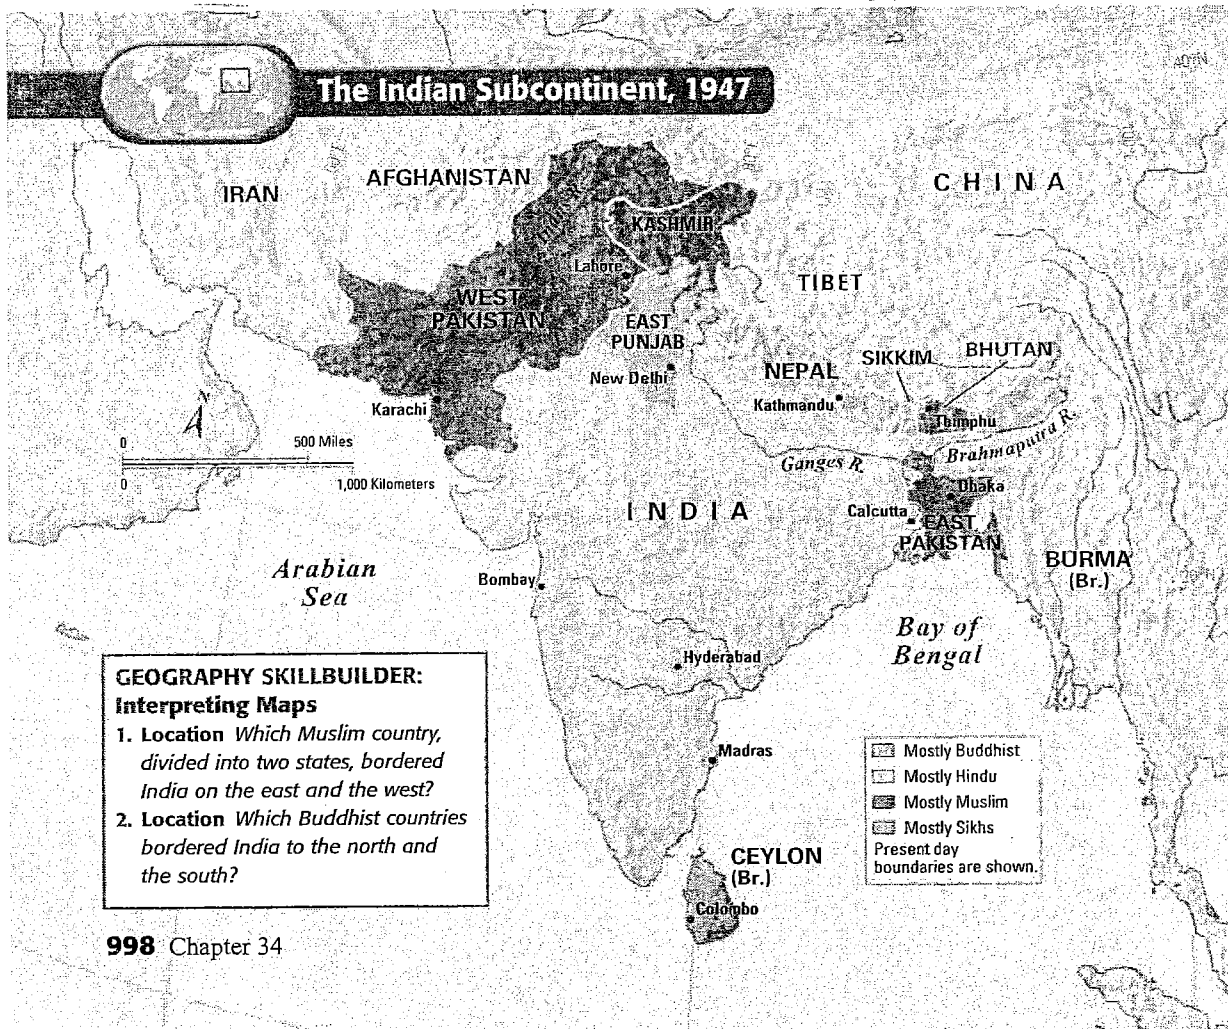 The Indian Subcontinent, 1947
40°N
IRAN
AFGHANISTAN
CHINA
KASHMIR
Lahore
TIBET
WEST
PAKISTAN
EAST
PUNJAB
New Delhi
NEPAL
SIKKIM
BHUTAN
Kathmandu
Thimphu
Karachi
N
0
500 Miles
0
1,000 Kilometers
Ganges R.
Brahmaputra R.
Dhaka
INDIA
Calcutta
EAST
PAKISTAN
BURMA
(Br.)
Arabian
Sea
Bombay
Bay of
Bengal
Hyderabad
Madras
CEYLON
(Br.)
Colombo
GEOGRAPHY SKILLBUILDER:
Interpreting Maps
1. Location Which Muslim country,
divided into two states, bordered
India on the east and the west?
2. Location Which Buddhist countries
bordered India to the north and
the south?
Mostly Buddhist
Mostly Hindu
Mostly Muslim
Mostly Sikhs
Present day
boundaries are shown.
998 Chapter 34